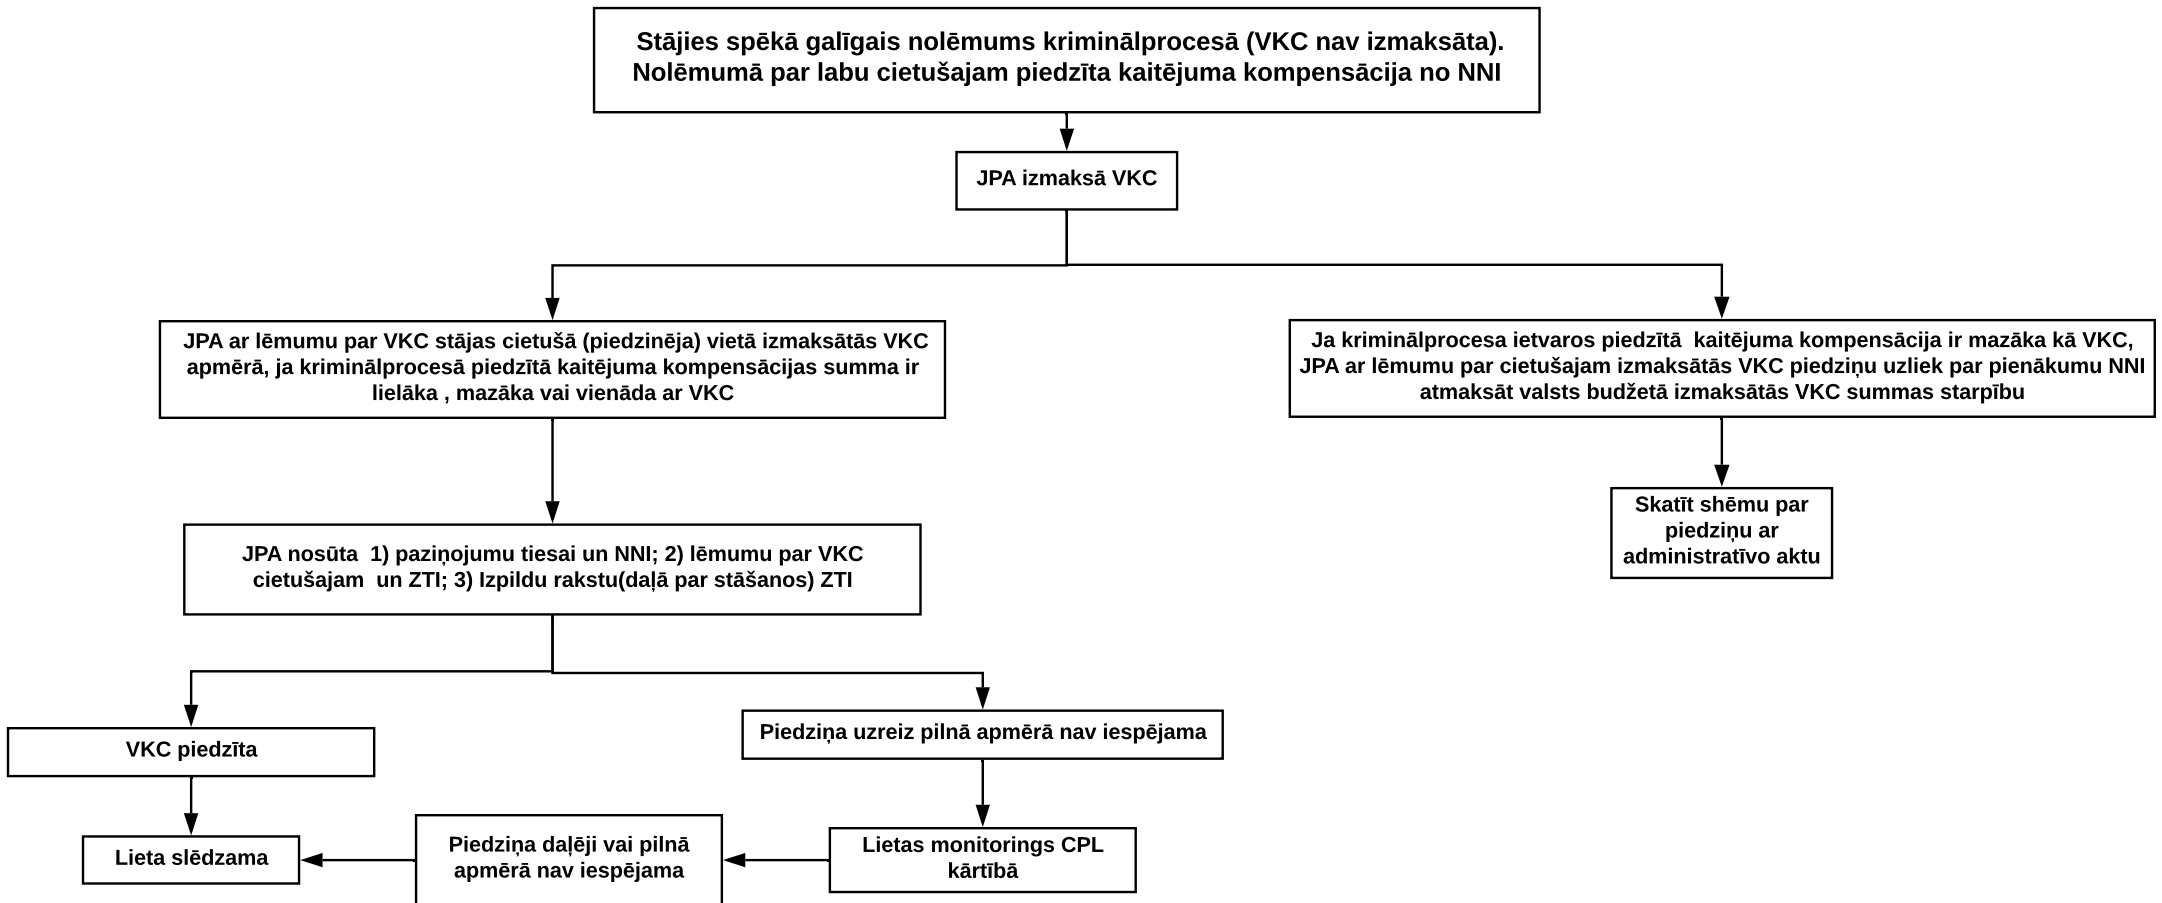 Stājies spēkā galīgais nolēmums kriminālprocesā (VKC nav izmaksāta).
Nolēmumā par labu cietušajam piedzīta kaitējuma kompensācija no NNI
JPA izmaksā VKC
JPA ar lēmumu par VKC stājas cietušā (piedzinēja) vietā izmaksātās VKC
apmērā, ja kriminālprocesā piedzītā kaitējuma kompensācijas summa ir
lielāka , mazāka vai vienāda ar VKC
Ja kriminālprocesa ietvaros piedzītā  kaitējuma kompensācija ir mazāka kā VKC,
JPA ar lēmumu par cietušajam izmaksātās VKC piedziņu uzliek par pienākumu NNI
atmaksāt valsts budžetā izmaksātās VKC summas starpību
Skatīt shēmu par
piedziņu ar
administratīvo aktu
JPA nosūta  1) paziņojumu tiesai un NNI; 2) lēmumu par VKC
cietušajam  un ZTI; 3) Izpildu rakstu(daļā par stāšanos) ZTI
VKC piedzīta
Piedziņa uzreiz pilnā apmērā nav iespējama
Lieta slēdzama
Piedziņa daļēji vai pilnā
apmērā nav iespējama
Lietas monitorings CPL
kārtībā